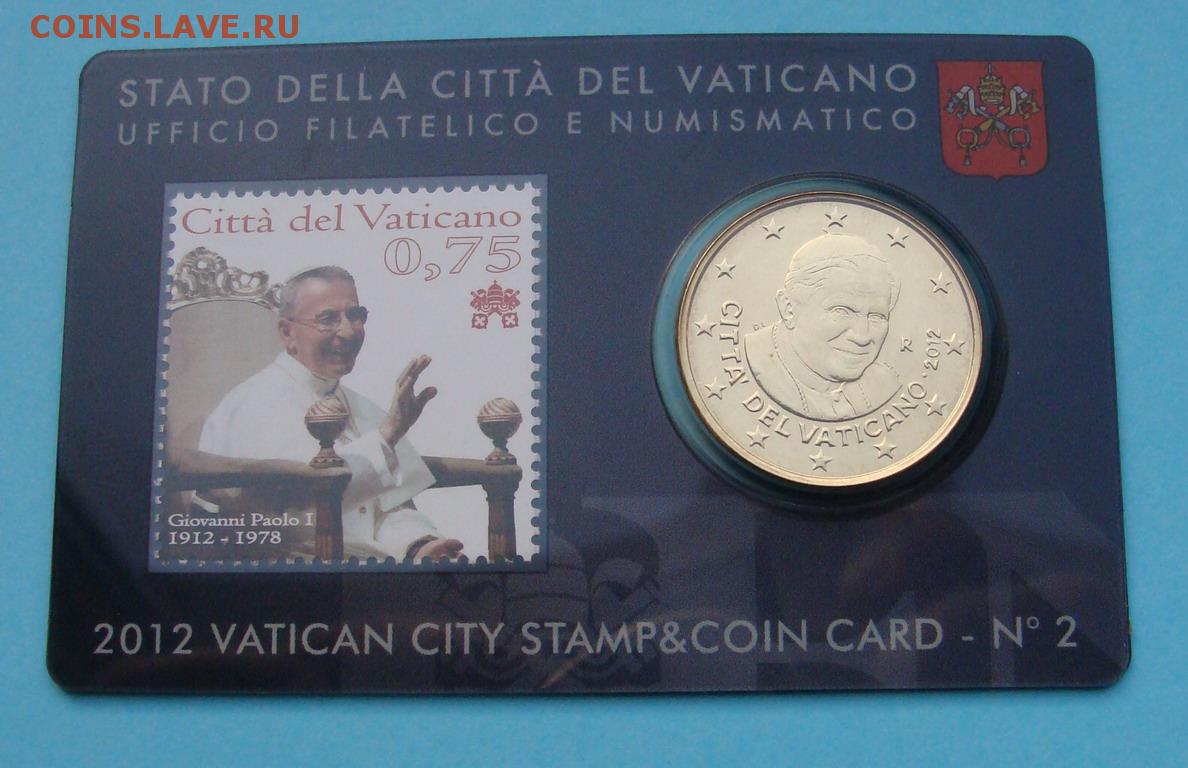 COINS.LAVE.RU
STATO DELLA CITTÀ DEL VATICANO
UFFICIO FILATELICO E NUMISMATICO
Città del Vaticano
0,75
Giovanni Paolo I
1912 - 1978
CITTA' DEL VATICANO · 2012
R
2012 VATICAN CITY STAMP&COIN CARD - N° 2